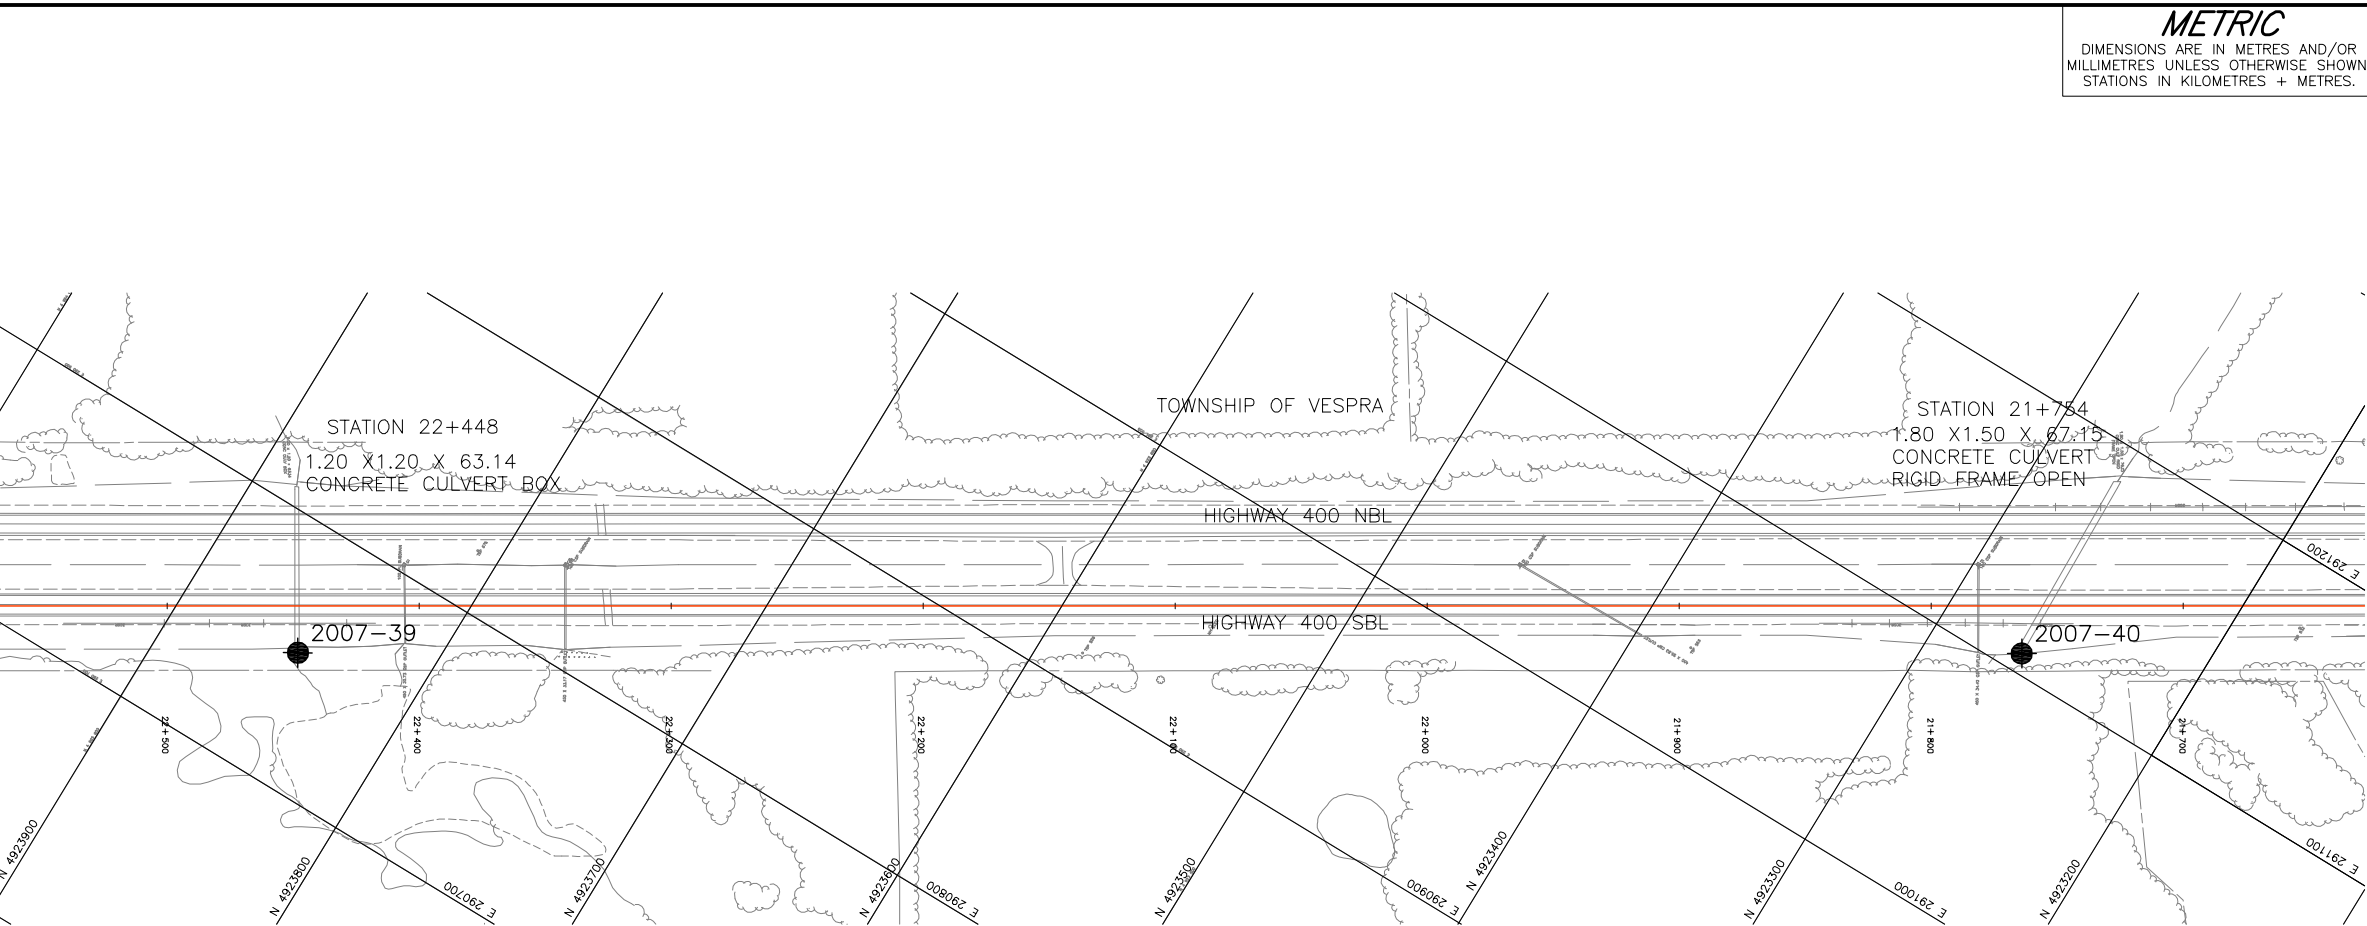 METRIC
DIMENSIONS ARE IN METRES AND/OR
MILLIMETRES UNLESS OTHERWISE SHOWN
STATIONS IN KILOMETRES + METRES.
TOWNSHIP OF VESPRA
STATION 22+448
1.20 X1.20 X 63.14
CONCRETE CULVERT BOX
STATION 21+754
1.80 X1.50 X 67.15
CONCRETE CULVERT
RIGID FRAME OPEN
HIGHWAY 400 NBL
HIGHWAY 400 SBL
2007-39
2007-40
22+500
22+400
22+300
22+200
22+100
22+000
21+900
21+800
21+700
N 4923900
N 4923800
N 4923700
N 4923600
N 4923500
N 4923400
N 4923300
N 4923200
E 290700
E 290800
E 290900
E 291000
E 291100
E 291200